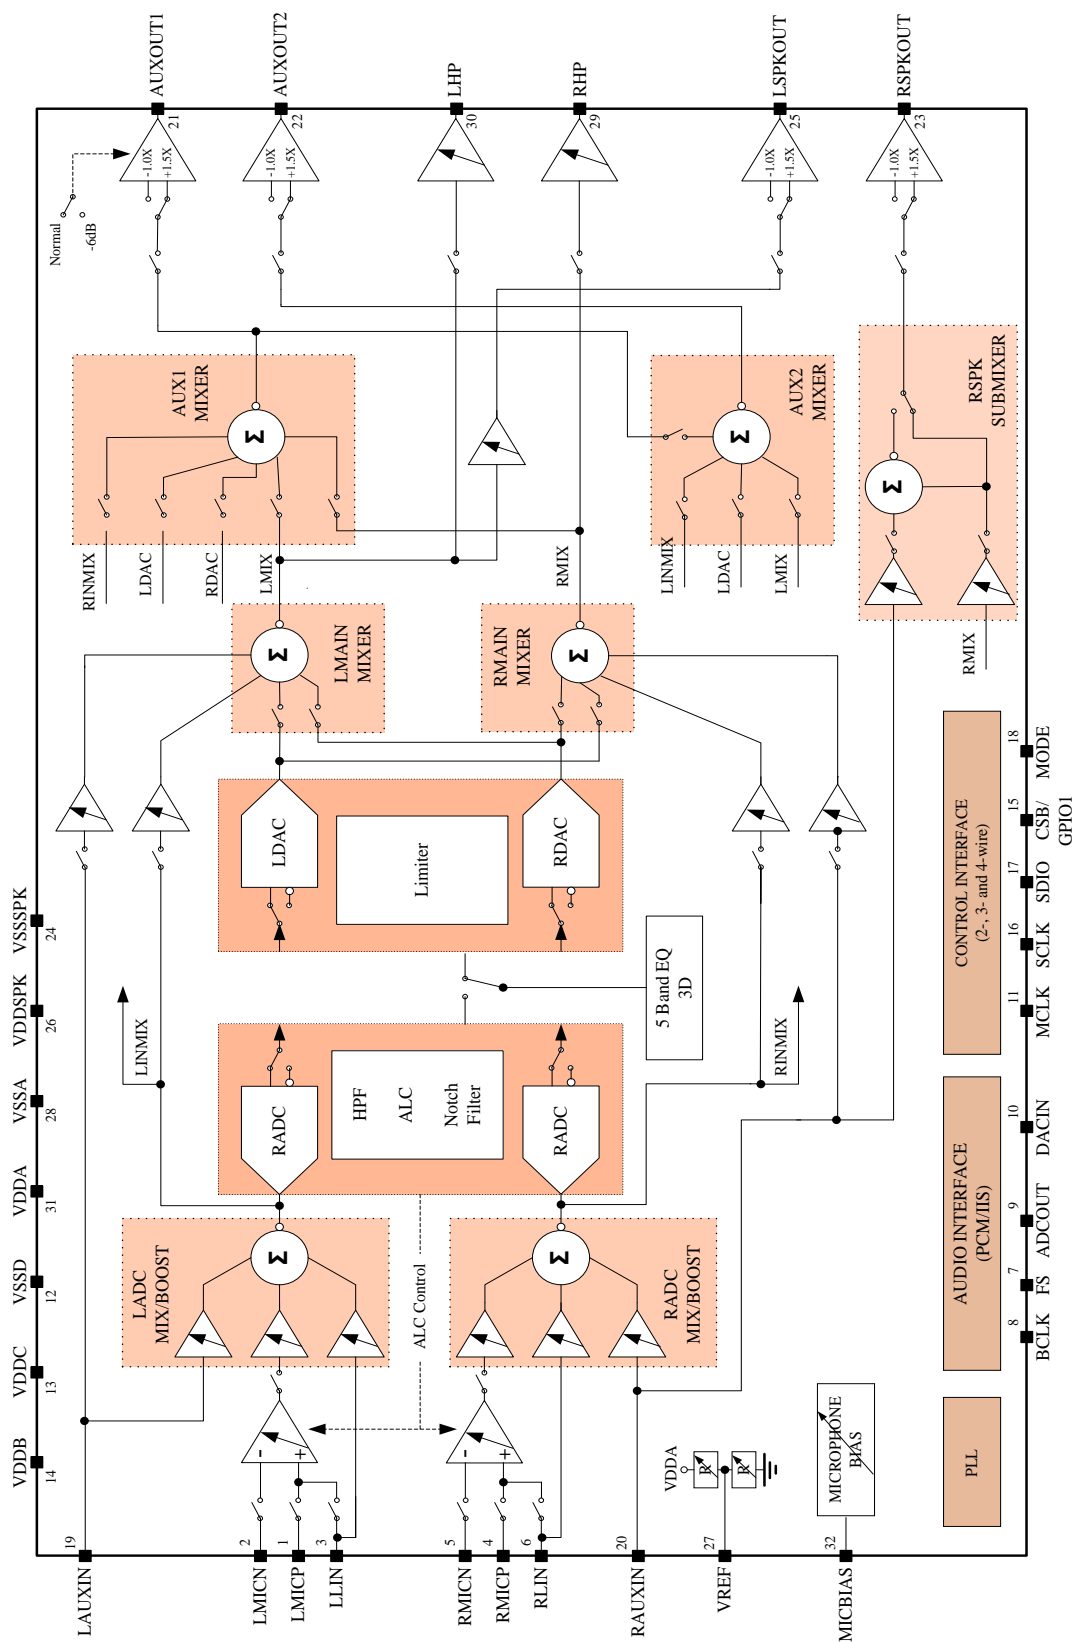 AUXOUT1
AUXOUT2
LHP
RHP
LSPKOUT
RSPKOUT
21
22
30
29
25
23
-1.0X
+1.5X
-1.0X
+1.5X
-1.0X
+1.5X
-1.0X
+1.5X
Normal
-6dB
AUX1
MIXER
Σ
RINMIX
LDAC
RDAC
LMIX
RMIX
AUX2
MIXER
Σ
LINMIX
LDAC
LMIX
RSPK
SUBMIXER
Σ
RMIX
LMAIN
MIXER
Σ
RMAIN
MIXER
Σ
LDAC
Limiter
RDAC
5 Band EQ
3D
LINMIX
RINMIX
RADC
HPF
ALC
Notch
Filter
RADC
LADC
MIX/BOOST
Σ
RADC
MIX/BOOST
Σ
ALC Control
-
+
-
+
VDDA
R
R
MICROPHONE
BIAS
PLL
AUDIO INTERFACE
(PCM/IIS)
CONTROL INTERFACE
(2-, 3- and 4-wire)
VSSSPK
24
VDDSPK
26
VSSA
28
VDDA
31
VSSD
12
VDDC
13
VDDB
14
18
MODE
15
CSB/
GPIO1
17
SDIO
16
SCLK
11
MCLK
10
DACIN
9
ADCOUT
7
FS
8
BCLK
19
LAUXIN
2
LMICN
1
LMICP
3
LLIN
5
RMICN
4
RMICP
6
RLIN
20
RAUXIN
27
VREF
32
MICBIAS